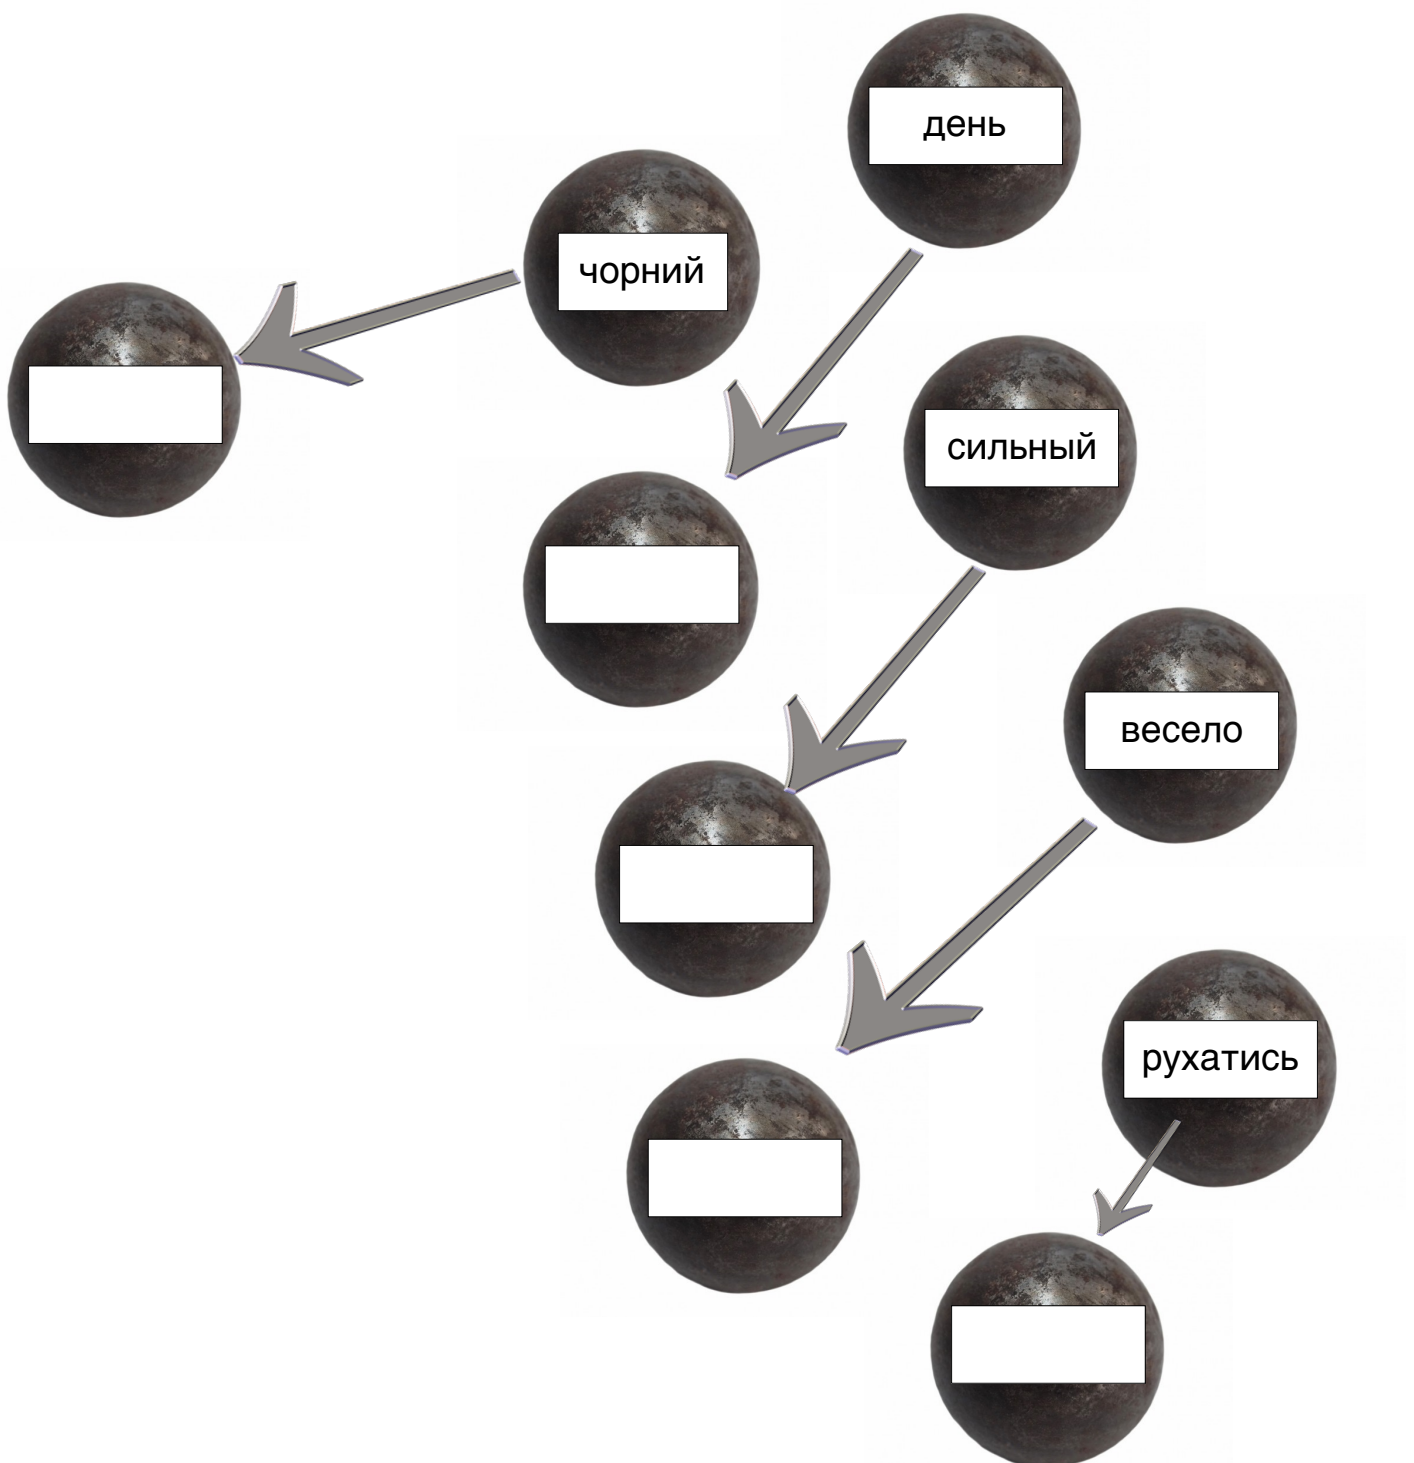 день
чорний
сильный
весело
рухатись